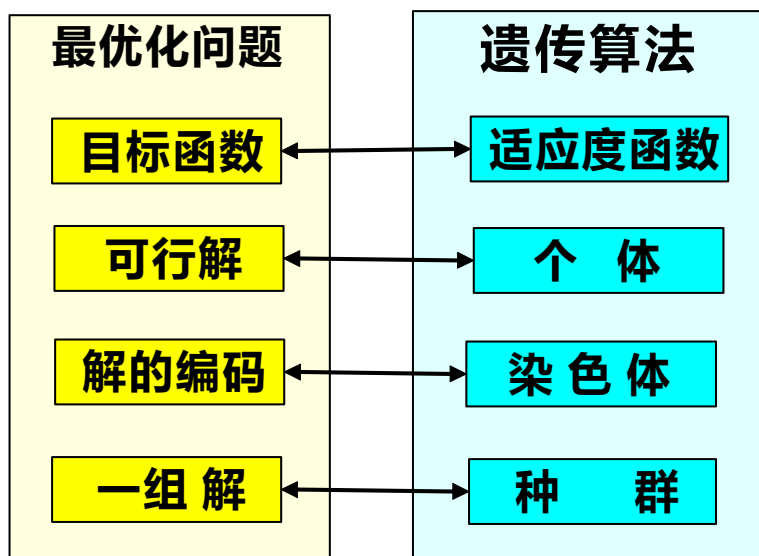 最优化问题
遗传算法
目标函数
适应度函数
可行解
个 体
解的编码
染色体
一组解
种 群